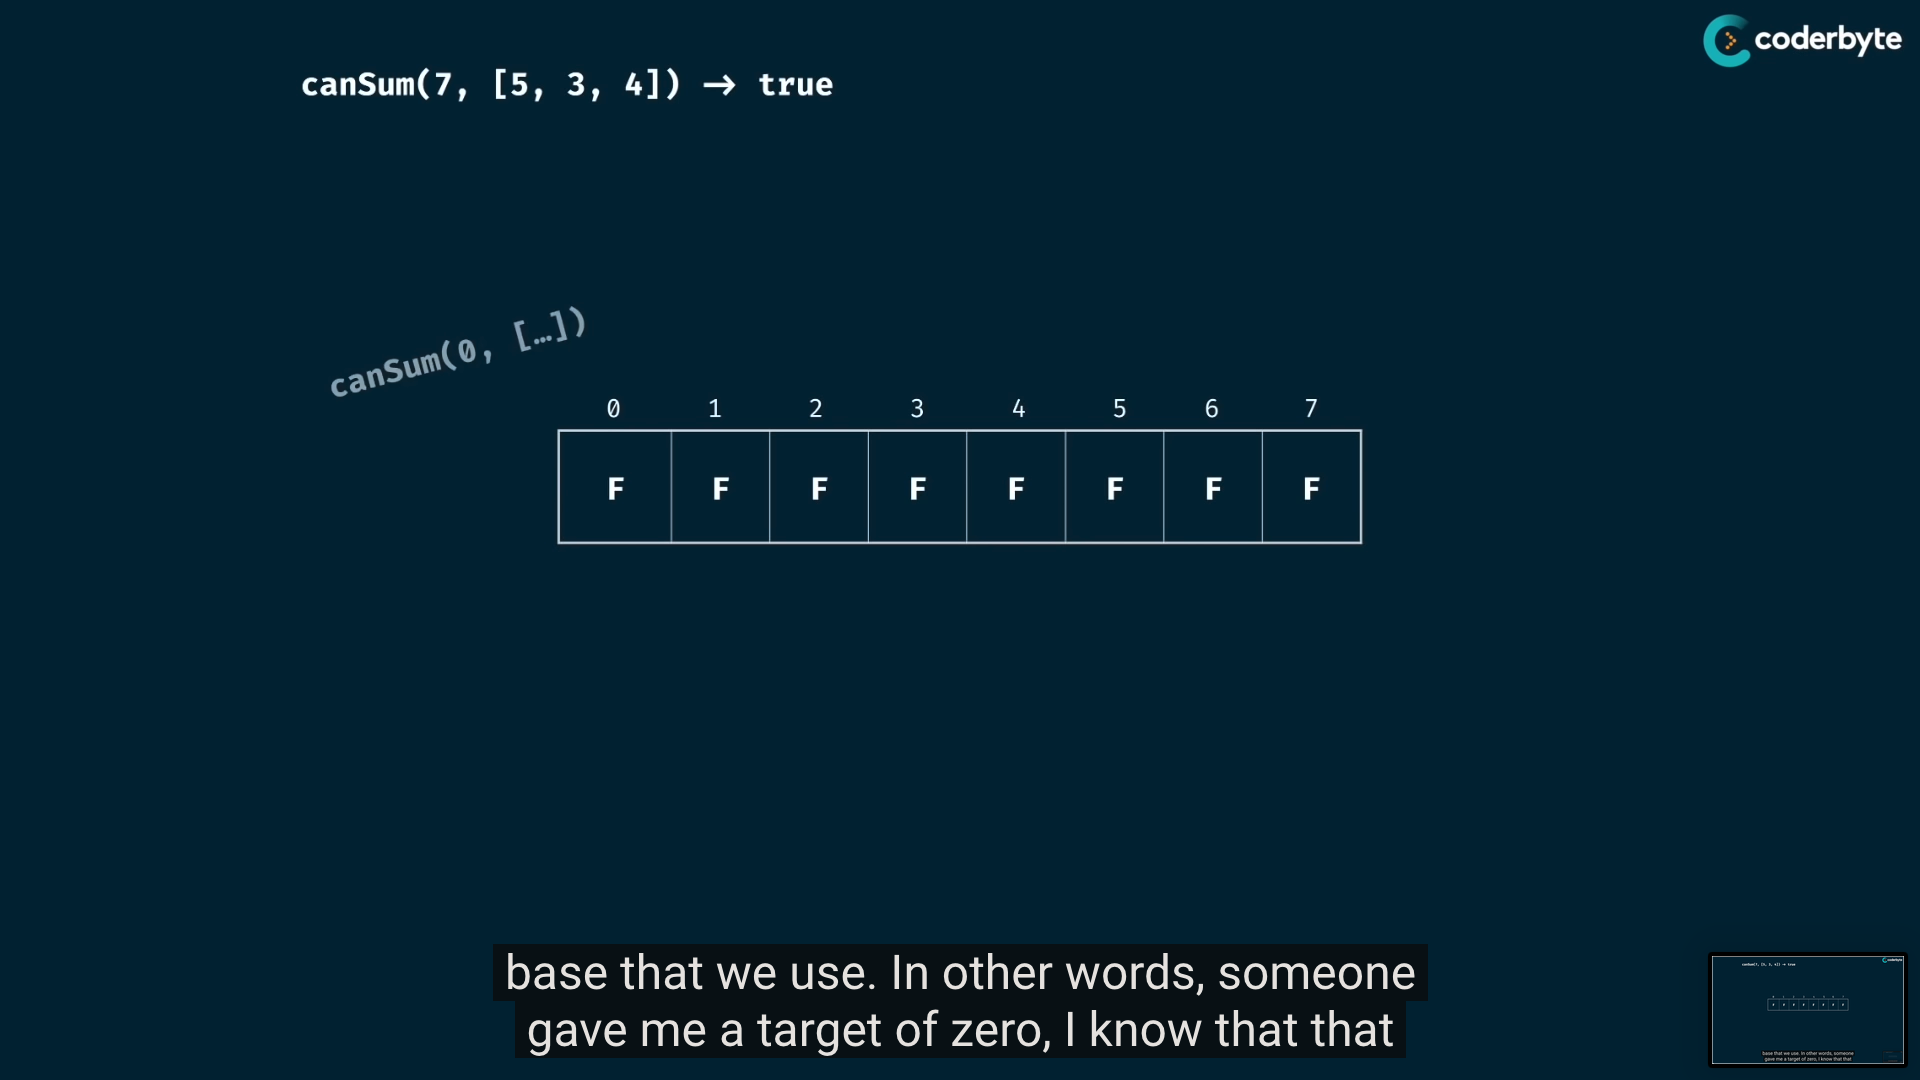 coderbyte
canSum(7, [5, 3, 4]) → true
canSum(0, […])
0 1 2 3 4 5 6 7
F F F F F F F F
base that we use. In other words, someone
gave me a target of zero, I know that that